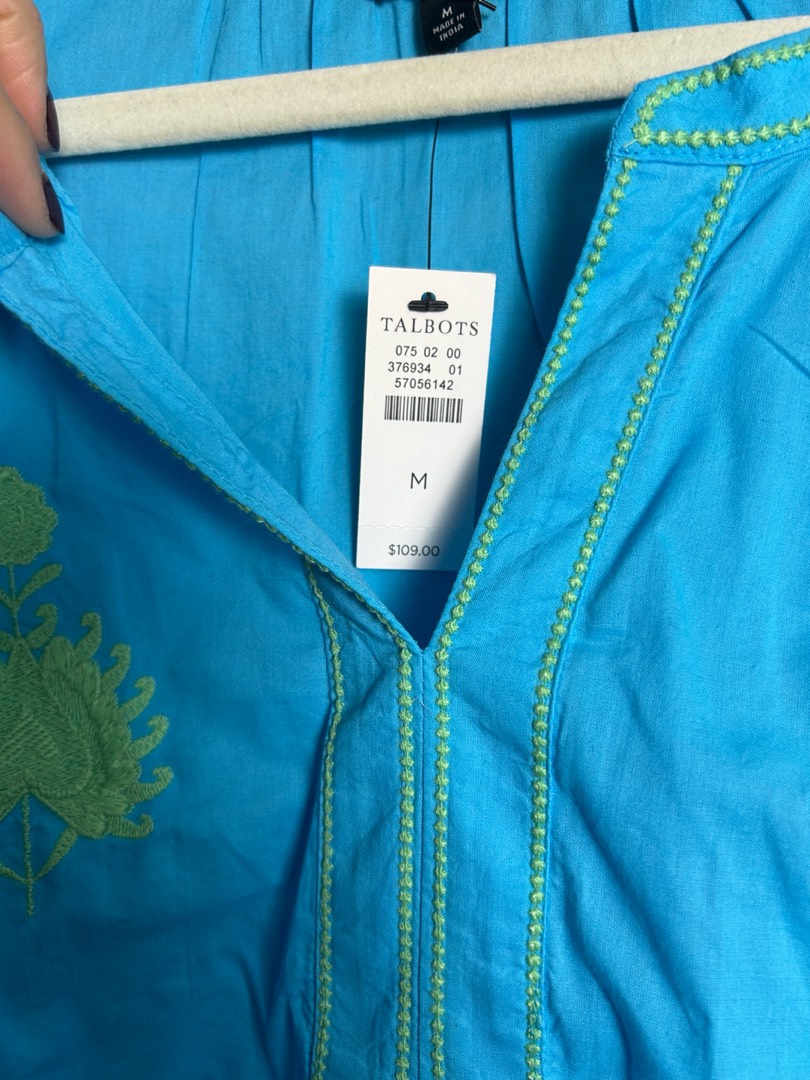 M
MADE IN
INDIA
TALBOTS
075 02 00
376934 01
57056142
M
$109.00